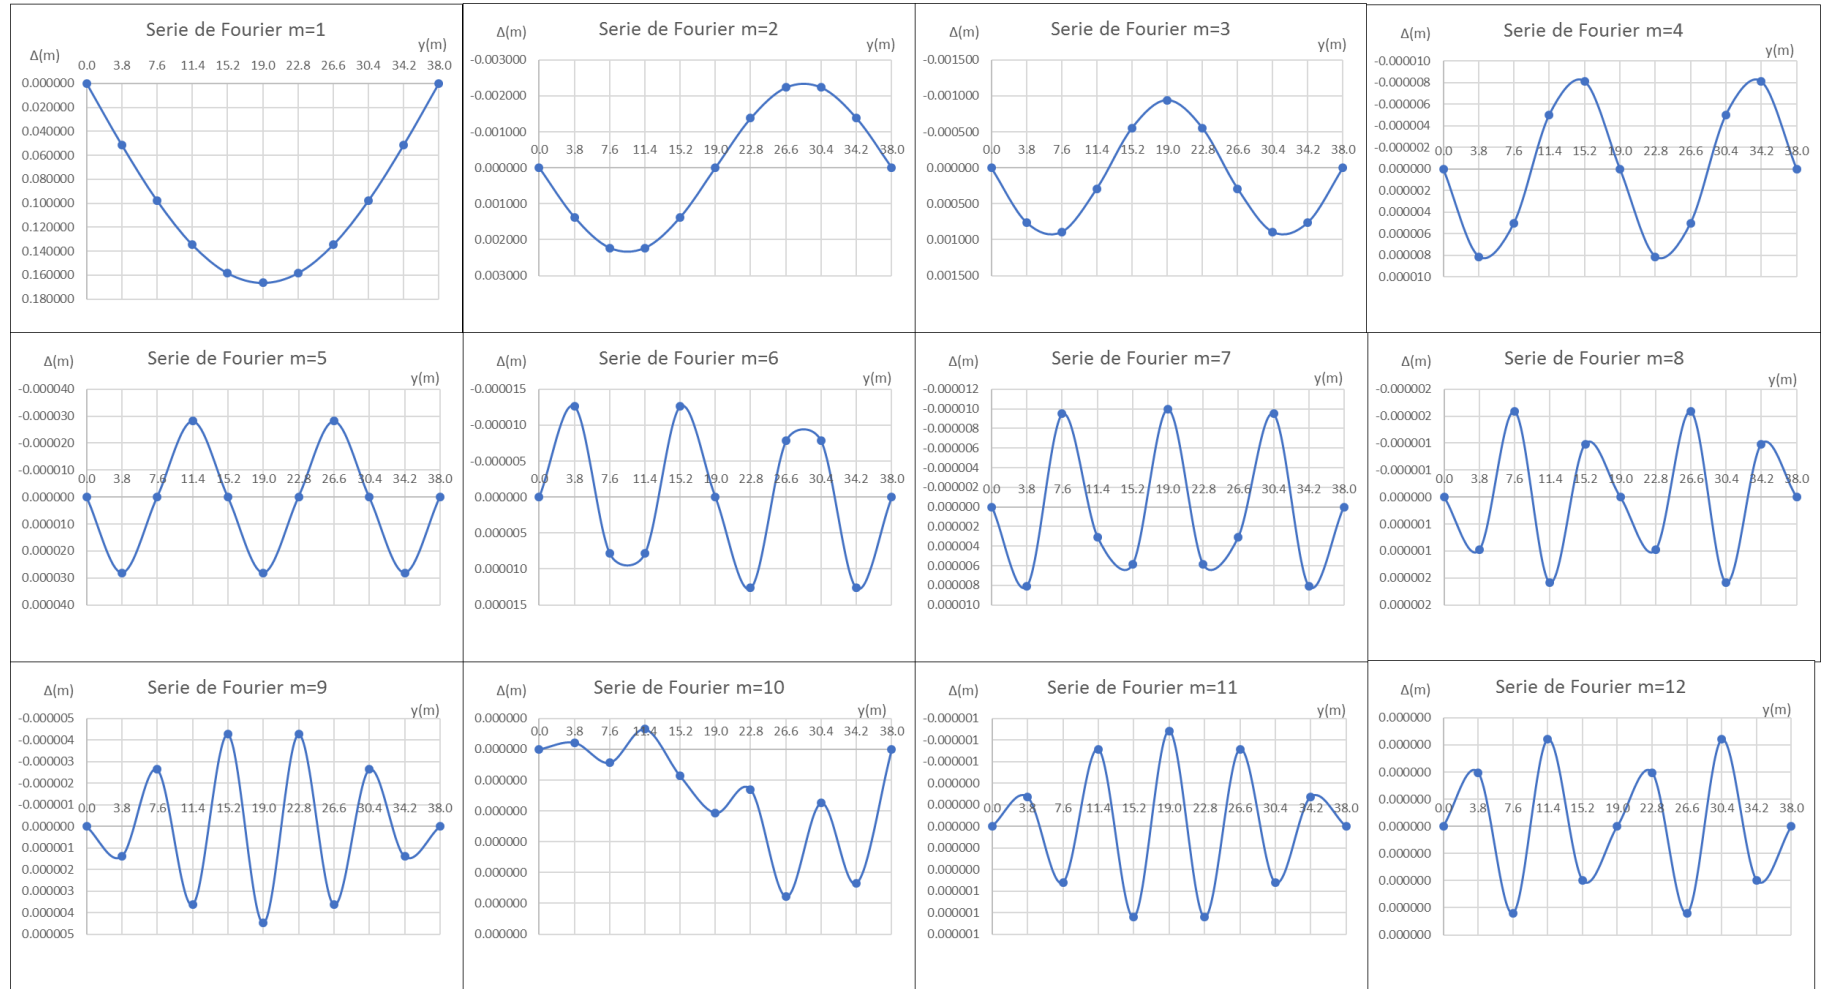 Serie de Fourier m=1
y(m)
Δ(m)
0.0 3.8 7.6 11.4 15.2 19.0 22.8 26.6 30.4 34.2 38.0
0.000000
0.020000
0.040000
0.060000
0.080000
0.100000
0.120000
0.140000
0.160000
0.180000
Serie de Fourier m=2
Δ(m)
y(m)
-0.003000
-0.002000
-0.001000
0.0 3.8 7.6 11.4 15.2 19.0 22.8 26.6 30.4 34.2 38.0
0.000000
0.001000
0.002000
0.003000
Serie de Fourier m=3
Δ(m)
y(m)
-0.001500
-0.001000
-0.000500
0.0 3.8 7.6 11.4 15.2 19.0 22.8 26.6 30.4 34.2 38.0
0.000000
0.000500
0.001000
0.001500
Serie de Fourier m=4
Δ(m)
y(m)
-0.000010
-0.000008
-0.000006
-0.000004
-0.000002
0.0 3.8 7.6 11.4 15.2 19.0 22.8 26.6 30.4 34.2 38.0
0.000000
0.000002
0.000004
0.000006
0.000008
0.000010
Serie de Fourier m=5
Δ(m)
y(m)
-0.000040
-0.000030
-0.000020
-0.000010
0.0 3.8 7.6 11.4 15.2 19.0 22.8 26.6 30.4 34.2 38.0
0.000000
0.000010
0.000020
0.000030
0.000040
Serie de Fourier m=6
Δ(m)
y(m)
-0.000015
-0.000010
-0.000005
0.0 3.8 7.6 11.4 15.2 19.0 22.8 26.6 30.4 34.2 38.0
0.000000
0.000005
0.000010
0.000015
Serie de Fourier m=7
Δ(m)
y(m)
-0.000012
-0.000010
-0.000008
-0.000006
-0.000004
-0.000002
0.0 3.8 7.6 11.4 15.2 19.0 22.8 26.6 30.4 34.2 38.0
0.000000
0.000002
0.000004
0.000006
0.000008
0.000010
Serie de Fourier m=8
Δ(m)
y(m)
-0.000002
-0.000002
-0.000001
-0.000001
0.0 3.8 7.6 11.4 15.2 19.0 22.8 26.6 30.4 34.2 38.0
0.000000
0.000001
0.000001
0.000002
0.000002
Serie de Fourier m=9
Δ(m)
y(m)
-0.000005
-0.000004
-0.000003
-0.000002
-0.000001
0.0 3.8 7.6 11.4 15.2 19.0 22.8 26.6 30.4 34.2 38.0
0.000000
0.000001
0.000002
0.000003
0.000004
0.000005
Serie de Fourier m=10
Δ(m)
y(m)
0.000000
0.0 3.8 7.6 11.4 15.2 19.0 22.8 26.6 30.4 34.2 38.0
0.000000
0.000000
0.000000
0.000000
0.000000
0.000000
0.000000
Serie de Fourier m=11
Δ(m)
y(m)
-0.000001
-0.000001
-0.000001
0.000000
0.000000
0.0 3.8 7.6 11.4 15.2 19.0 22.8 26.6 30.4 34.2 38.0
0.000000
0.000000
0.000000
0.000001
0.000001
0.000001
Serie de Fourier m=12
Δ(m)
y(m)
0.000000
0.000000
0.000000
0.000000
0.0 3.8 7.6 11.4 15.2 19.0 22.8 26.6 30.4 34.2 38.0
0.000000
0.000000
0.000000
0.000000
0.000000